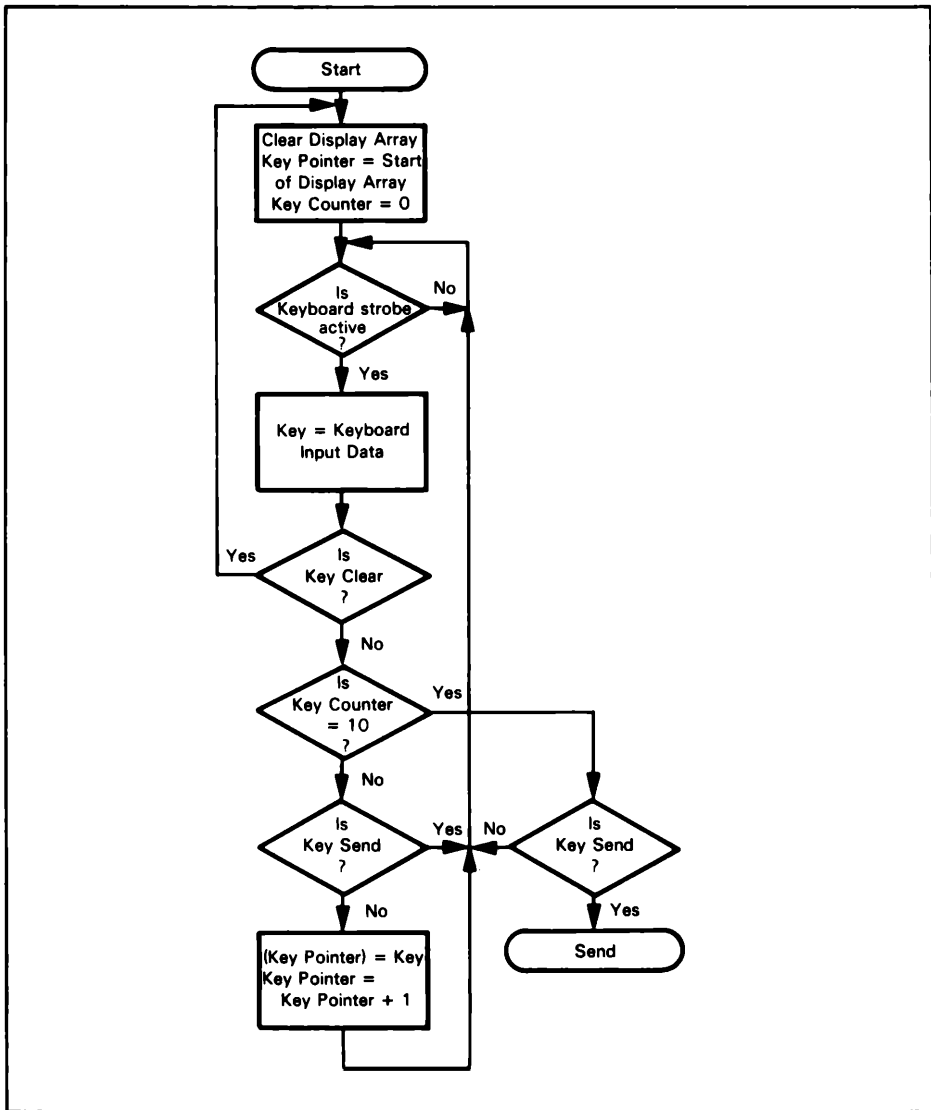 Start
Clear Display Array
Key Pointer = Start
of Display Array
Key Counter = 0
Is
Keyboard strobe
active
?
No
Yes
Key = Keyboard
Input Data
Yes
Is
Key Clear
?
No
Is
Key Counter
= 10
?
Yes
No
Is
Key Send
?
Yes
No
Is
Key Send
?
No
Yes
(Key Pointer) = Key
Key Pointer =
Key Pointer + 1
Send